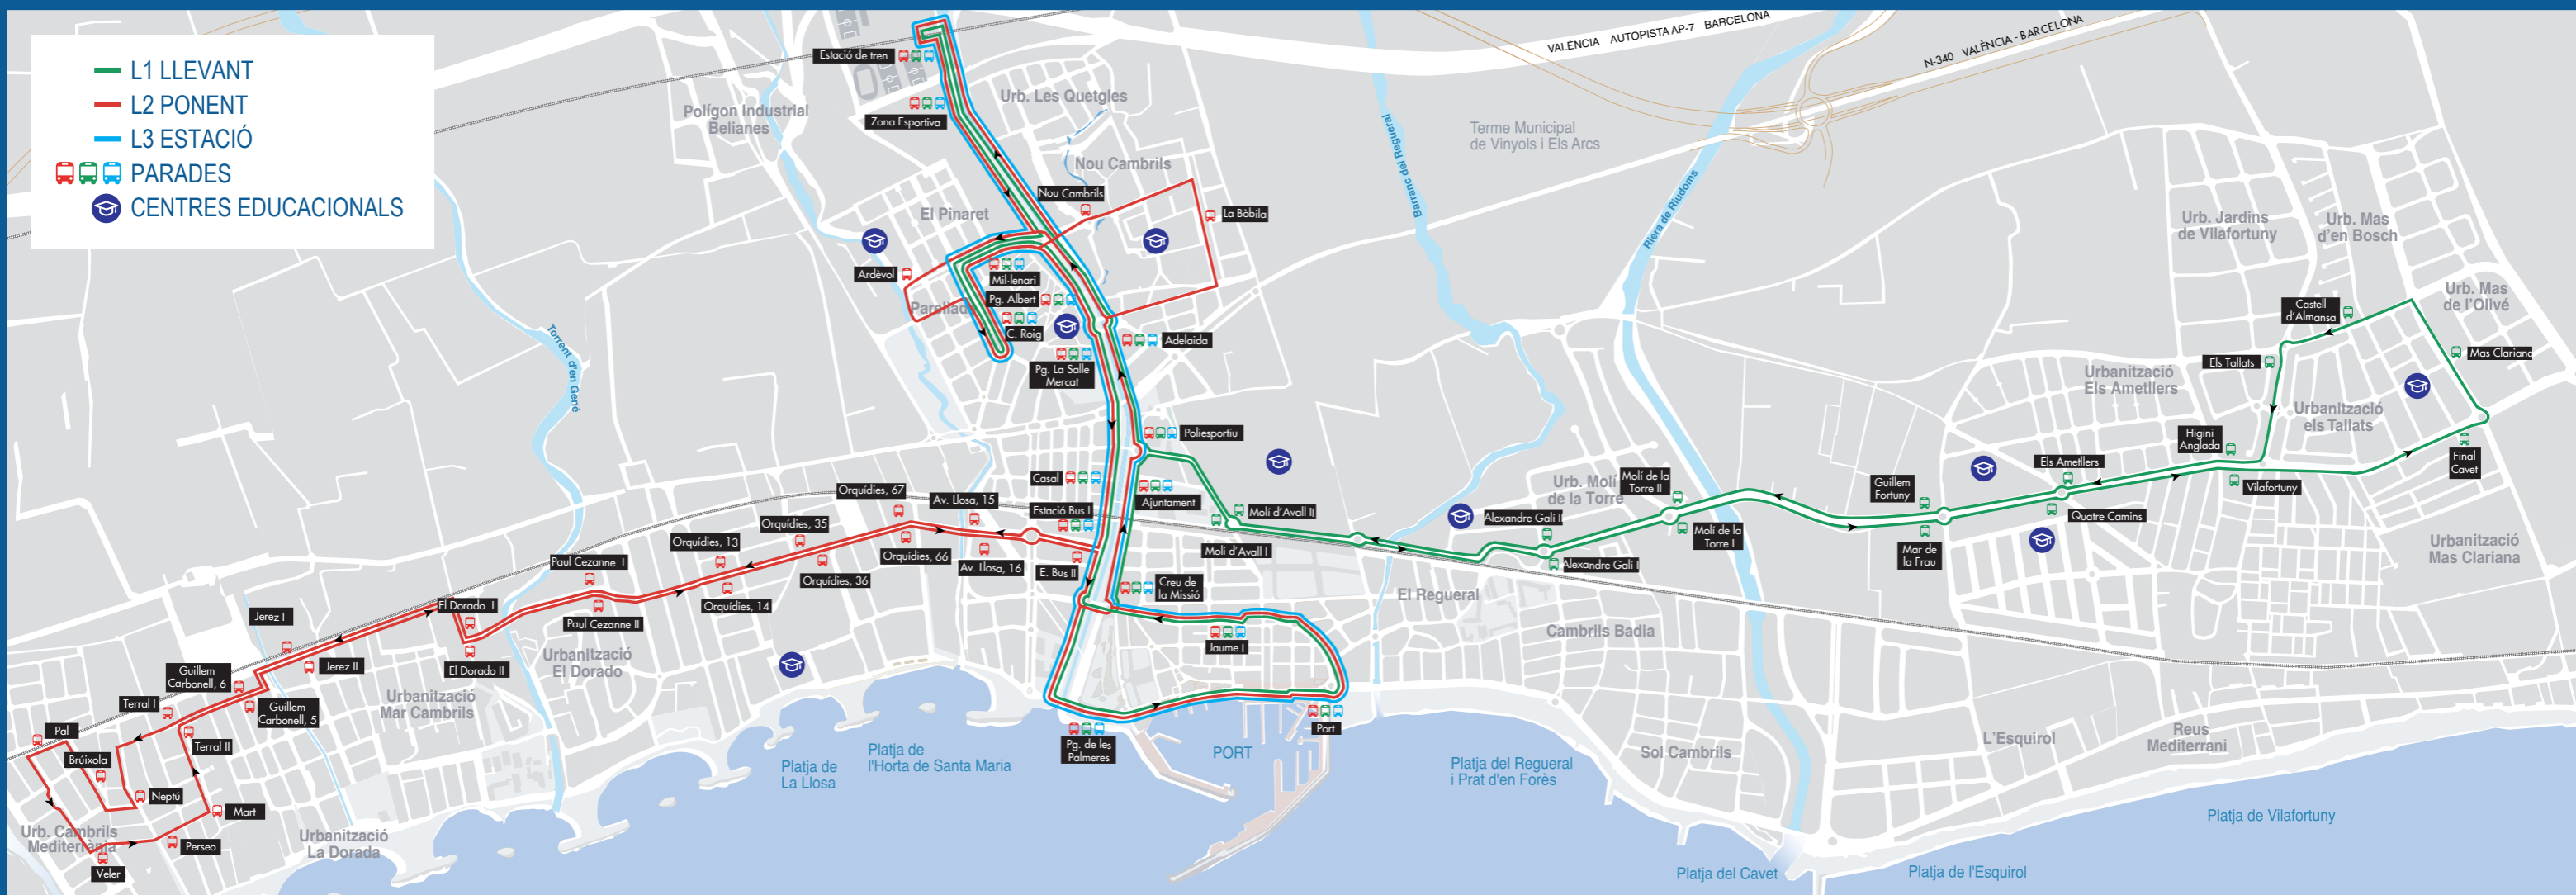 L1 LLEVANT
L2 PONENT
L3 ESTACIÓ
PARADES
CENTRES EDUCACIONALS
VALÈNCIA AUTOPISTA AP-7 BARCELONA
N-340 VALÈNCIA - BARCELONA
Estació de tren
Zona Esportiva
Polígon Industrial
Belianes
Urb. Les Quetgles
Nou Cambrils
Nou Cambrils
La Bòbila
El Pinaret
Ardèvol
Parellada
Mil·lenari
Pg. Albert
C. Roig
Pg. La Salle
Mercat
Adelaida
Poliesportiu
Casal
Ajuntament
Estació Bus I
E. Bus II
Creu de
la Missió
Jaume I
Port
Pg. de les
Palmeres
PORT
Barranc del Regueral
Terme Municipal
de Vinyols i Els Arcs
Riera de Riudoms
Torrent d'en Gené
Orquídies, 67
Av. Llosa, 15
Orquídies, 35
Orquídies, 13
Paul Cezanne I
El Dorado I
Orquídies, 66
Av. Llosa, 16
Orquídies, 36
Orquídies, 14
Paul Cezanne II
El Dorado II
Jerez I
Jerez II
Guillem
Carbonell, 6
Guillem
Carbonell, 5
Terral I
Terral II
Pal
Brúixola
Neptú
Mart
Perseo
Veler
Urb. Cambrils
Mediterrània
Urbanització
La Dorada
Urbanització
Mar Cambrils
Urbanització
El Dorado
Platja de
La Llosa
Platja de
l'Horta de Santa Maria
Molí d'Avall II
Molí d'Avall I
Alexandre Galí II
Alexandre Galí I
Urb. Molí
de la Torre
Molí de la
Torre II
Molí de la
Torre I
El Regueral
Cambrils Badia
Sol Cambrils
Platja del Regueral
i Prat d'en Forès
Guillem
Fortuny
Mar de
la Frau
Els Ametllers
Quatre Camins
Higini
Anglada
Vilafortuny
Els Tallats
Castell
d'Almansa
Mas Clariana
Final
Cavet
Urb. Jardins
de Vilafortuny
Urb. Mas
d'en Bosch
Urb. Mas
de l'Olivé
Urbanització
Els Ametllers
Urbanització
els Tallats
Urbanització
Mas Clariana
L'Esquirol
Reus
Mediterrani
Platja del Cavet
Platja de l'Esquirol
Platja de Vilafortuny